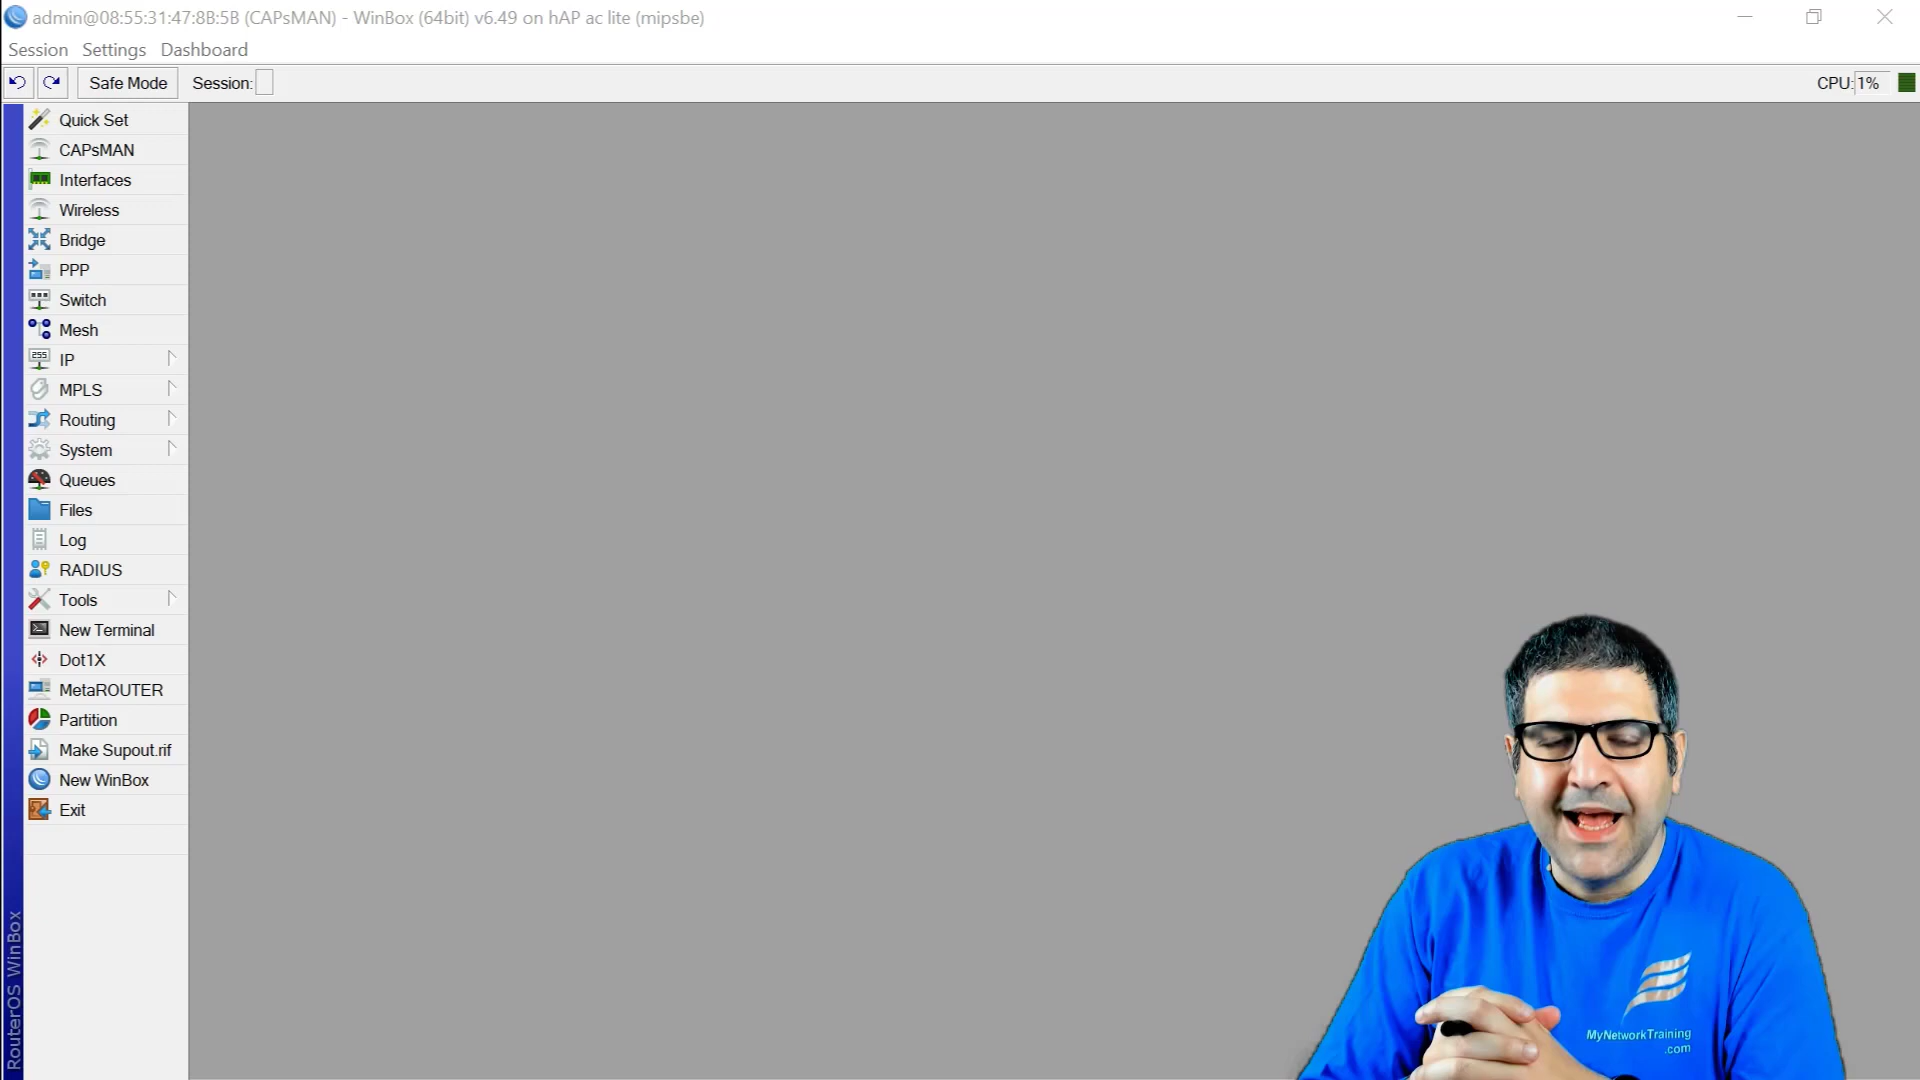 admin@08:55:31:47:8B:5B (CAPsMAN) - WinBox (64bit) v6.49 on hAP ac lite (mipsbe)
Session Settings Dashboard
Safe Mode Session: CPU: 1%
Quick Set
CAPsMAN
Interfaces
Wireless
Bridge
PPP
Switch
Mesh
255 IP
MPLS
Routing
System
Queues
Files
Log
RADIUS
Tools
New Terminal
Dot1X
MetaROUTER
Partition
Make Supout.rif
New WinBox
Exit
RouterOS WinBox
MyNetworkTraining
.com